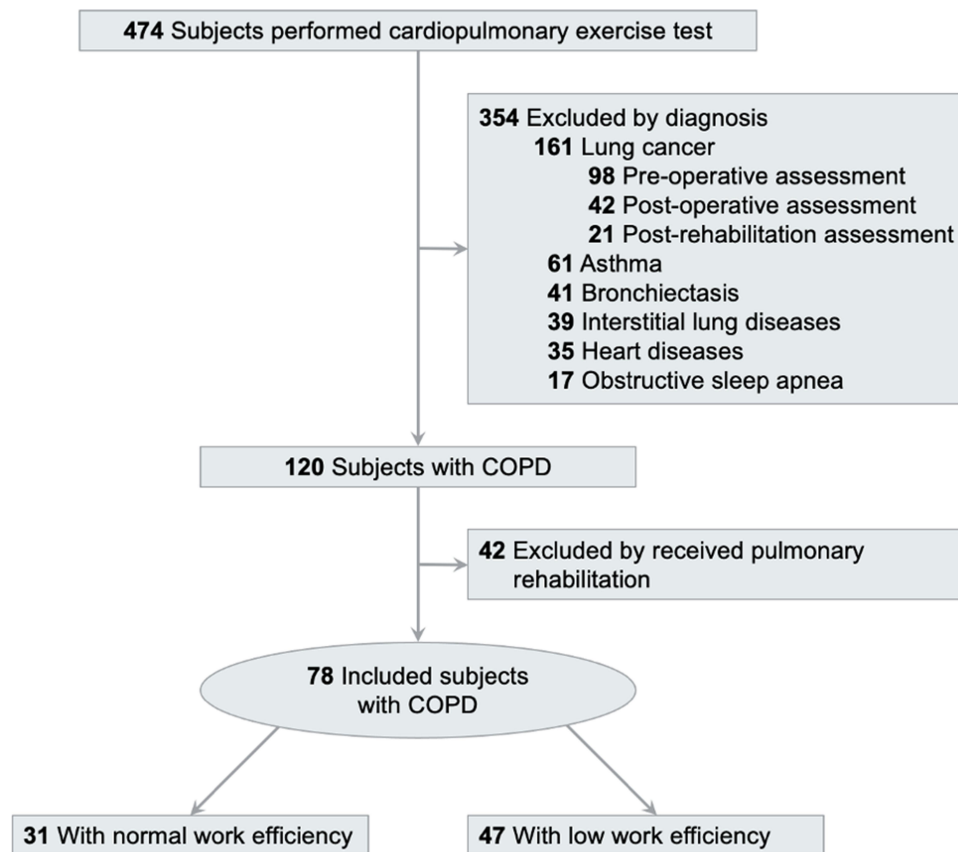 474 Subjects performed cardiopulmonary exercise test
354 Excluded by diagnosis
161 Lung cancer
98 Pre-operative assessment
42 Post-operative assessment
21 Post-rehabilitation assessment
61 Asthma
41 Bronchiectasis
39 Interstitial lung diseases
35 Heart diseases
17 Obstructive sleep apnea
120 Subjects with COPD
42 Excluded by received pulmonary
rehabilitation
78 Included subjects
with COPD
31 With normal work efficiency
47 With low work efficiency